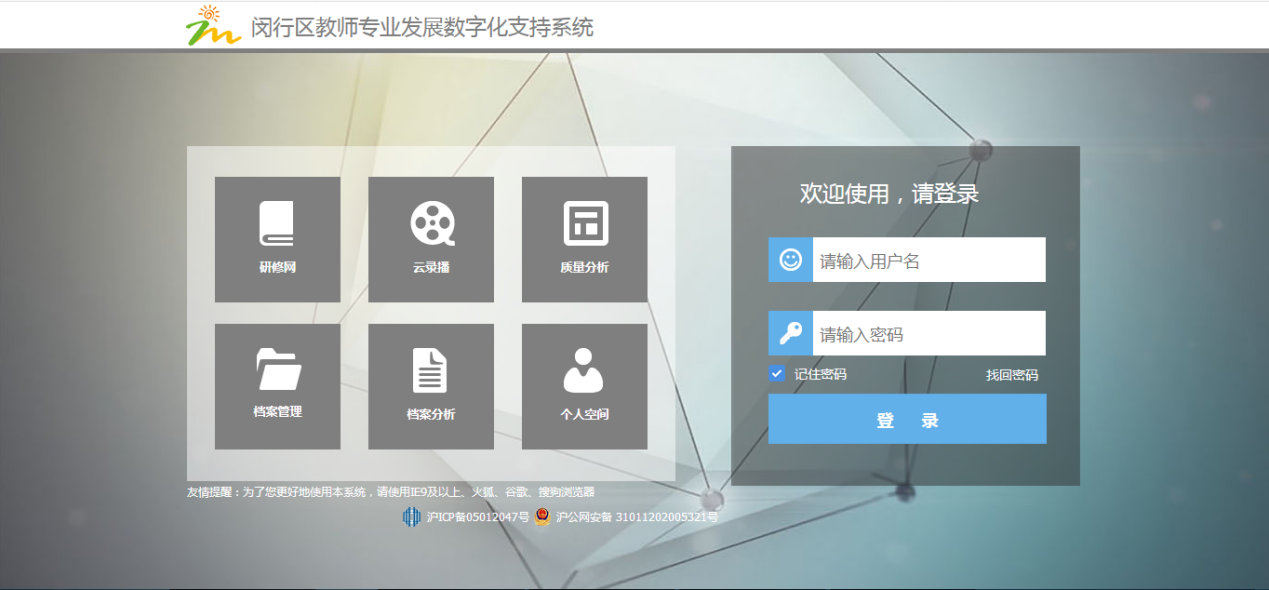 闵行区教师专业发展数字化支持系统
研修网
云录播
质量分析
档案管理
档案分析
个人空间
友情提醒：为了您更好地使用本系统，请使用IE9及以上、火狐、谷歌、搜狗浏览器
沪ICP备05012047号 沪公网安备 31011202005321号
欢迎使用，请登录
请输入用户名
请输入密码
记住密码 找回密码
登 录